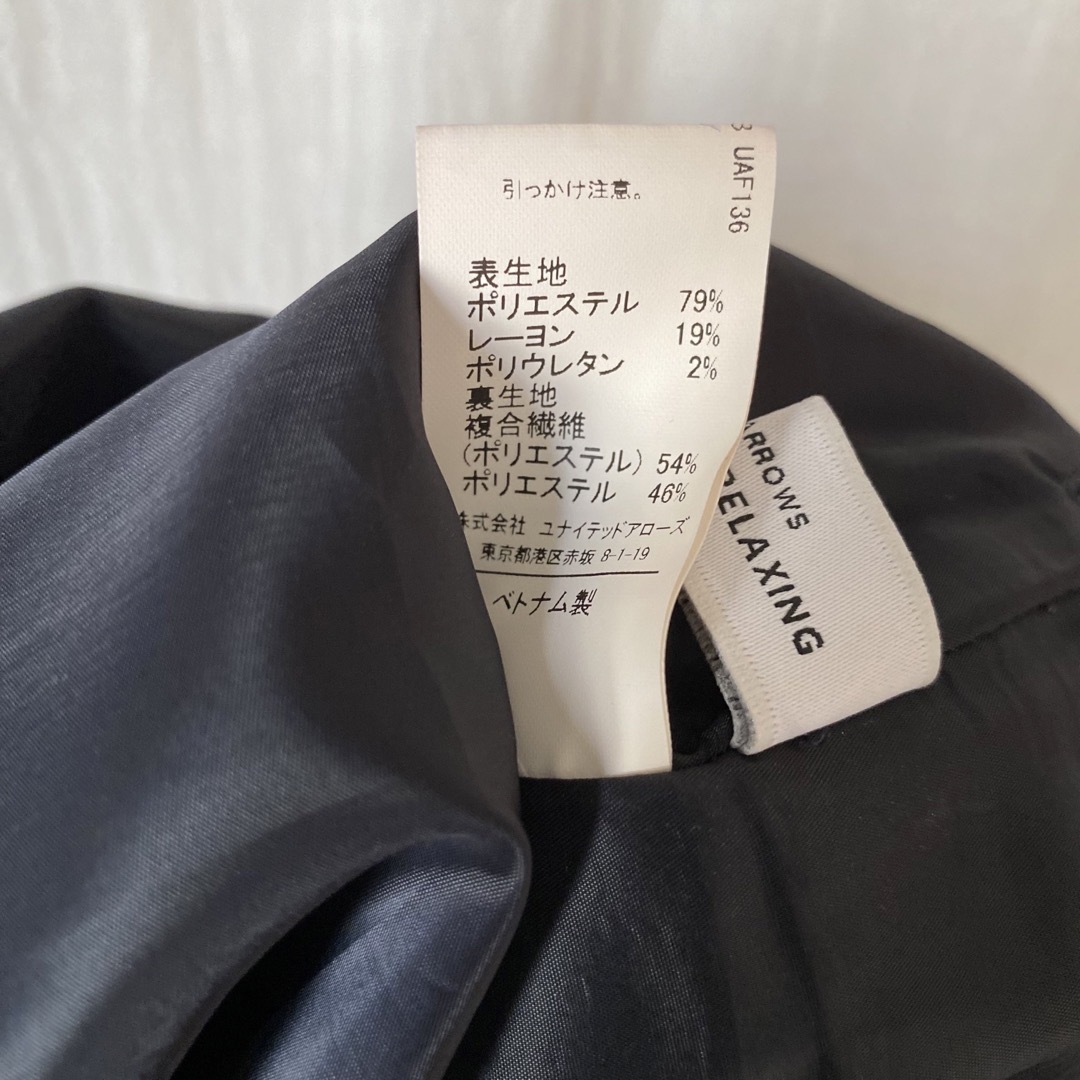 引っかけ注意。
表生地
ポリエステル 79%
レーヨン 19%
ポリウレタン 2%
裏生地
複合繊維
(ポリエステル) 54%
ポリエステル 46%
株式会社 ユナイテッドアローズ
東京都港区赤坂 8-1-19
ベトナム製
3 UAF136
ARROWS
RELAXING